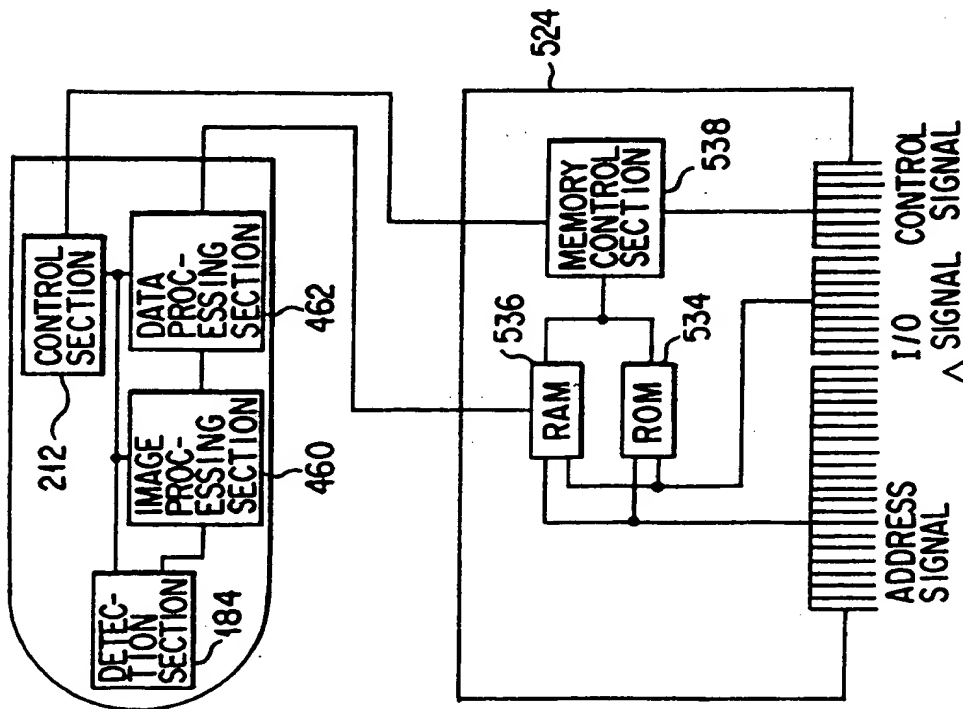 212
CONTROL
SECTION
DETEC-
TION
SECTION
184
IMAGE
PROC-
ESSING
SECTION
460
DATA
PROC-
ESSING
SECTION
462
524
RAM
536
ROM
534
MEMORY
CONTROL
SECTION
538
ADDRESS
SIGNAL
I/O
SIGNAL
CONTROL
SIGNAL